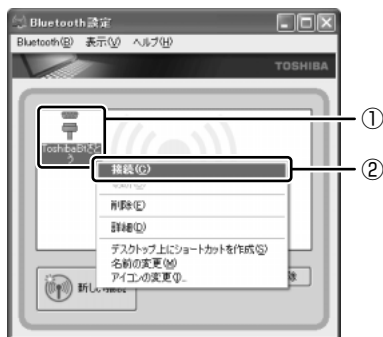 Bluetooth設定
Bluetooth(B) 表示(V) ヘルプ(H)
TOSHIBA
①
接続(C)
②
削除(E)
詳細(D)
デスクトップ上にショートカットを作成(S)
名前の変更(M)
アイコンの変更(I)...
新し